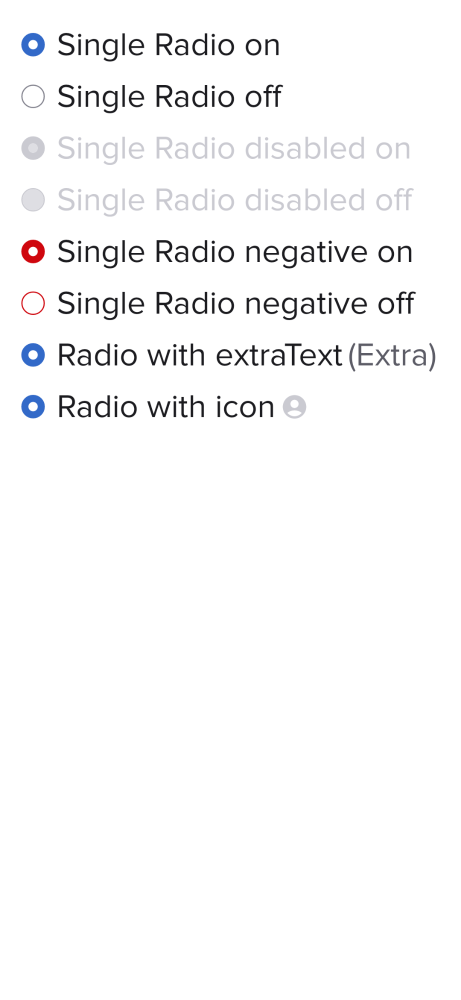 Single Radio on
Single Radio off
Single Radio disabled on
Single Radio disabled off
Single Radio negative on
Single Radio negative off
Radio with extraText (Extra)
Radio with icon